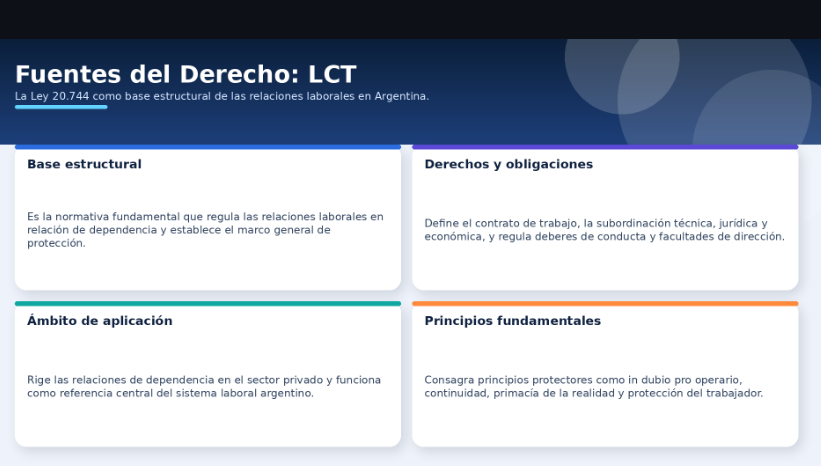 Fuentes del Derecho: LCT
La Ley 20.744 como base estructural de las relaciones laborales en Argentina.
Base estructural
Es la normativa fundamental que regula las relaciones laborales en
relación de dependencia y establece el marco general de
protección.
Derechos y obligaciones
Define el contrato de trabajo, la subordinación técnica, jurídica y
económica, y regula deberes de conducta y facultades de dirección.
Ámbito de aplicación
Rige las relaciones de dependencia en el sector privado y funciona
como referencia central del sistema laboral argentino.
Principios fundamentales
Consagra principios protectores como in dubio pro operario,
continuidad, primacía de la realidad y protección del trabajador.